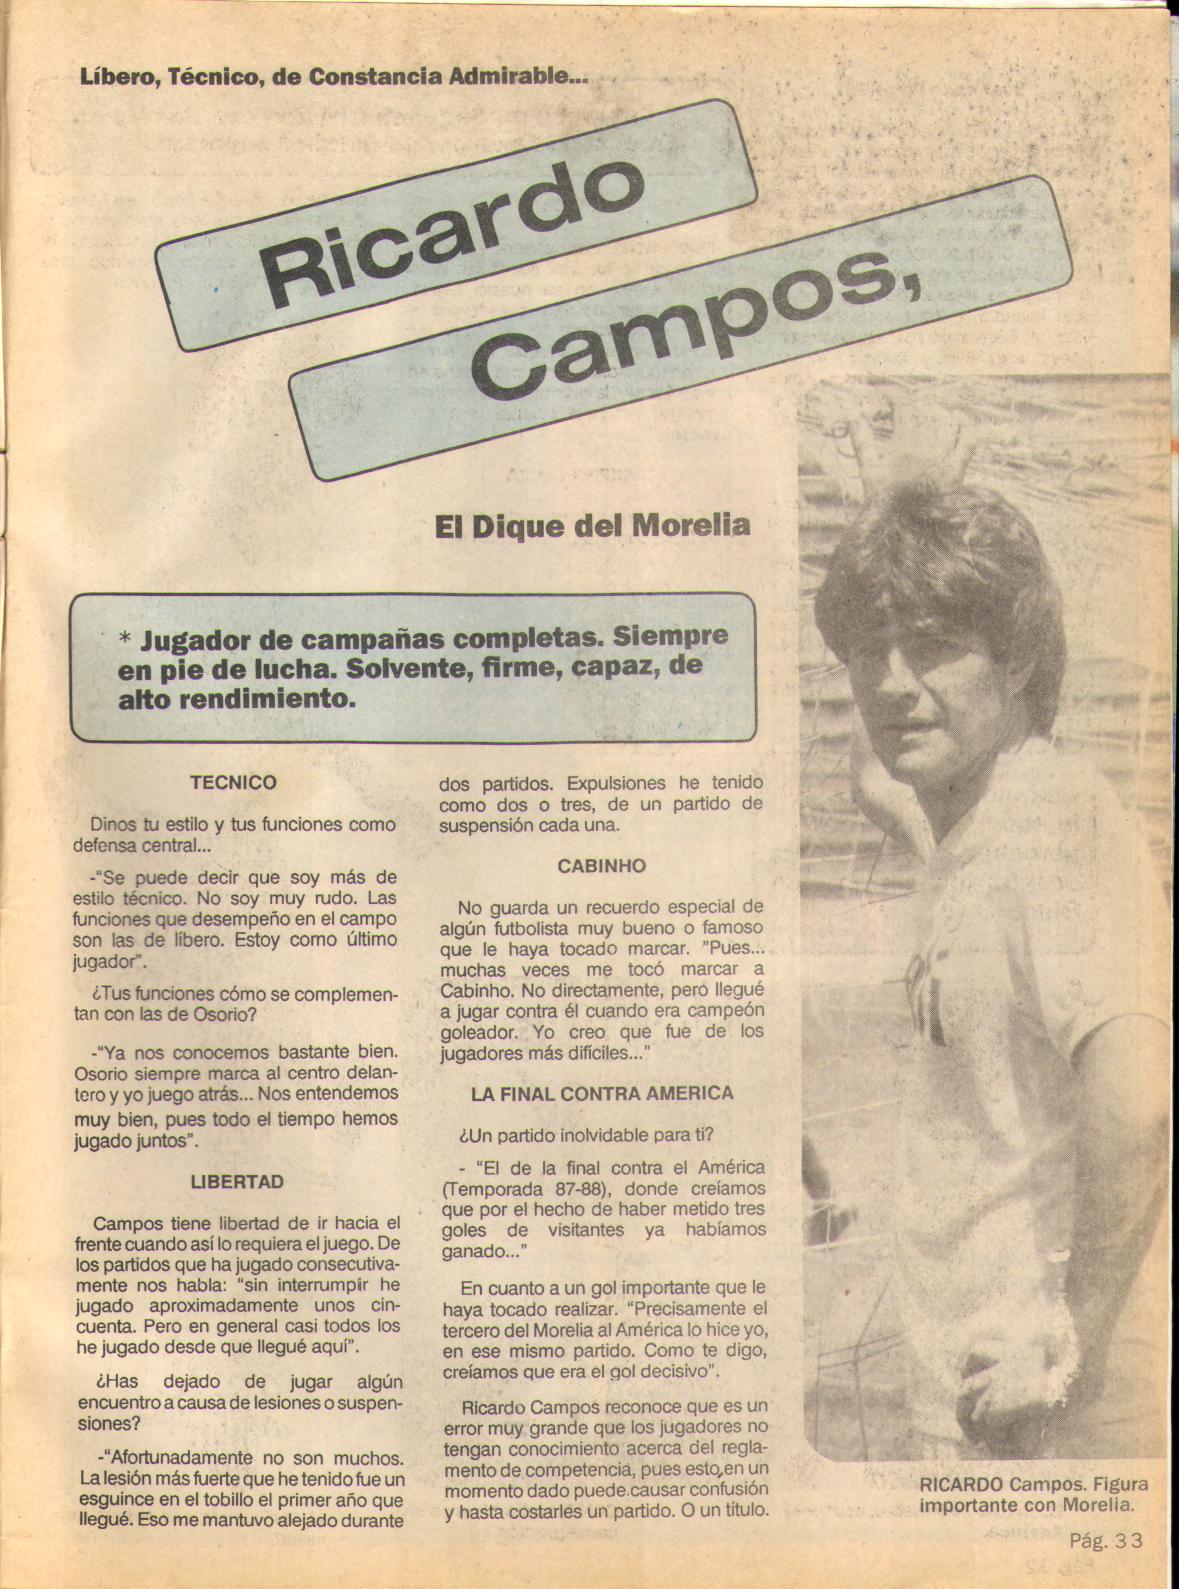 Líbero, Técnico, de Constancia Admirable...
Ricardo
Campos,
El Dique del Morelia
* Jugador de campañas completas. Siempre
en pie de lucha. Solvente, firme, capaz, de
alto rendimiento.
TECNICO
Dinos tu estilo y tus funciones como
defensa central...
-“Se puede decir que soy más de
estilo técnico. No soy muy rudo. Las
funciones que desempeño en el campo
son las de líbero. Estoy como último
jugador”.
¿Tus funciones cómo se complemen-
tan con las de Osorio?
-“Ya nos conocemos bastante bien.
Osorio siempre marca al centro delan-
tero y yo juego atrás... Nos entendemos
muy bien, pues todo el tiempo hemos
jugado juntos”.
LIBERTAD
Campos tiene libertad de ir hacia el
frente cuando así lo requiera el juego. De
los partidos que ha jugado consecutiva-
mente nos habla: “sin interrumpir he
jugado aproximadamente unos cin-
cuenta. Pero en general casi todos los
he jugado desde que llegué aquí”.
¿Has dejado de jugar algún
encuentro a causa de lesiones o suspen-
siones?
-“Afortunadamente no son muchos.
La lesión más fuerte que he tenido fue un
esguince en el tobillo el primer año que
llegué. Eso me mantuvo alejado durante
dos partidos. Expulsiones he tenido
como dos o tres, de un partido de
suspensión cada una.
CABINHO
No guarda un recuerdo especial de
algún futbolista muy bueno o famoso
que le haya tocado marcar. ”Pues...
muchas veces me tocó marcar a
Cabinho. No directamente, pero llegué
a jugar contra él cuando era campeón
goleador. Yo creo que fue de los
jugadores más difíciles...”
LA FINAL CONTRA AMERICA
¿Un partido inolvidable para ti?
- “El de la final contra el América
(Temporada 87-88), donde creíamos
que por el hecho de haber metido tres
goles de visitantes ya habíamos
ganado...”
En cuanto a un gol importante que le
haya tocado realizar. “Precisamente el
tercero del Morelia al América lo hice yo,
en ese mismo partido. Como te digo,
creíamos que era el gol decisivo”.
Ricardo Campos reconoce que es un
error muy grande que los jugadores no
tengan conocimiento acerca del regla-
mento de competencia, pues esto, en un
momento dado puede causar confusión
y hasta costarles un partido. O un título.
RICARDO Campos. Figura
importante con Morelia.
Pág. 33